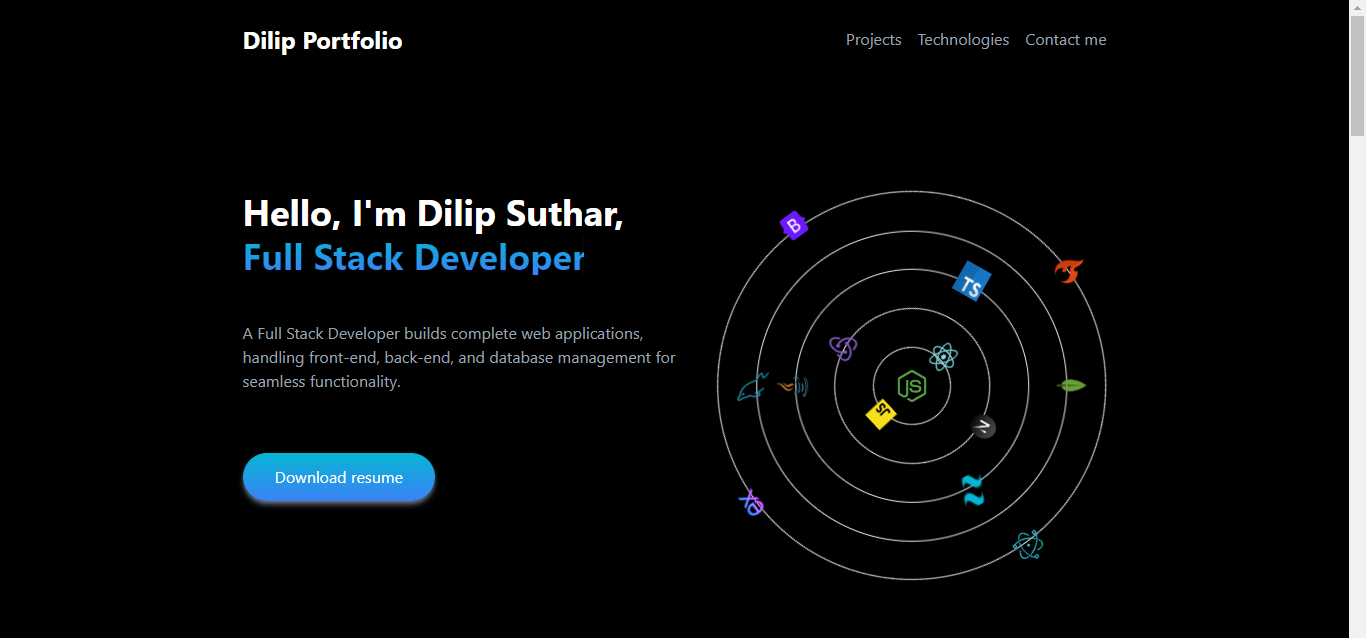 Dilip Portfolio
Projects Technologies Contact me
Hello, I'm Dilip Suthar,
Full Stack Developer
A Full Stack Developer builds complete web applications,
handling front-end, back-end, and database management for
seamless functionality.
Download resume
B
TS
JS
JS
N